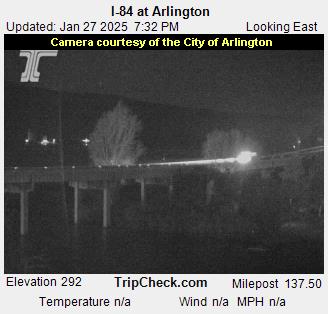 I-84 at Arlington
Updated: Jan 27 2025 7:32 PM Looking East
Camera courtesy of the City of Arlington
Elevation 292 TripCheck.com Milepost 137.50
Temperature n/a Wind n/a MPH n/a